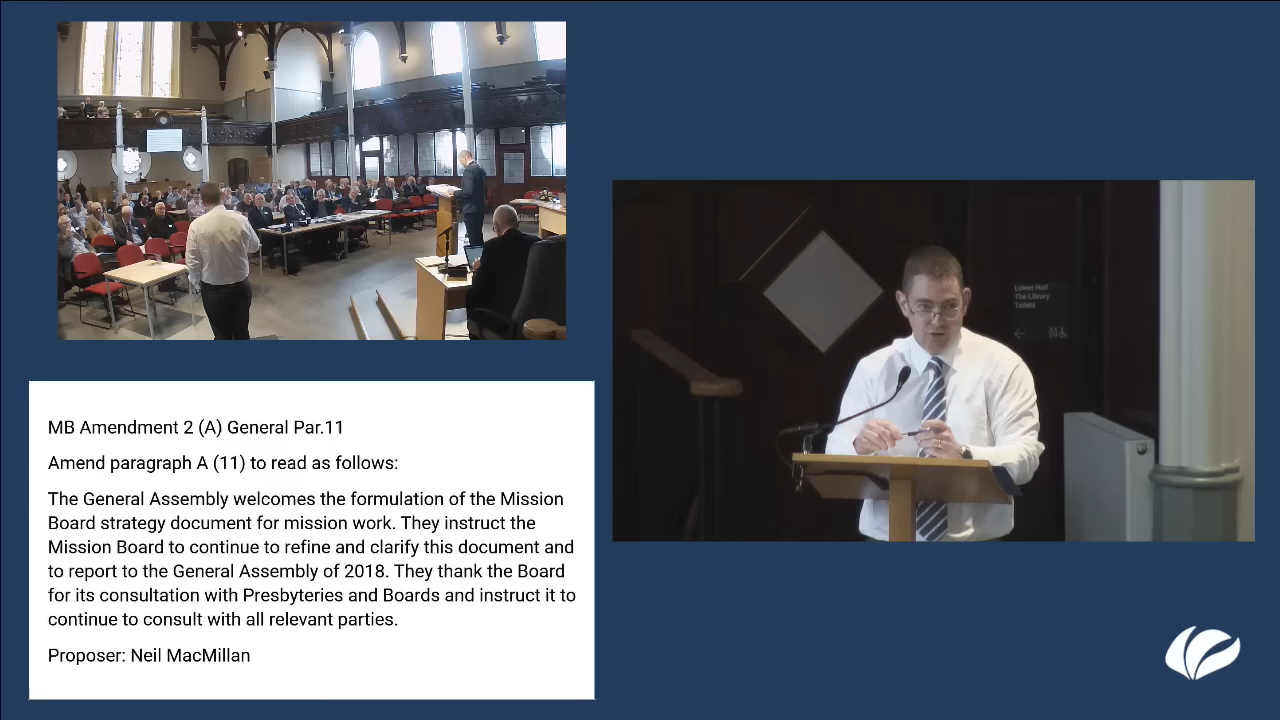 MB Amendment 2 (A) General Par.11
Amend paragraph A (11) to read as follows:
The General Assembly welcomes the formulation of the Mission
Board strategy document for mission work. They instruct the
Mission Board to continue to refine and clarify this document and
to report to the General Assembly of 2018. They thank the Board
for its consultation with Presbyteries and Boards and instruct it to
continue to consult with all relevant parties.
Proposer: Neil MacMillan
Lower Hall
The Library
Toilets